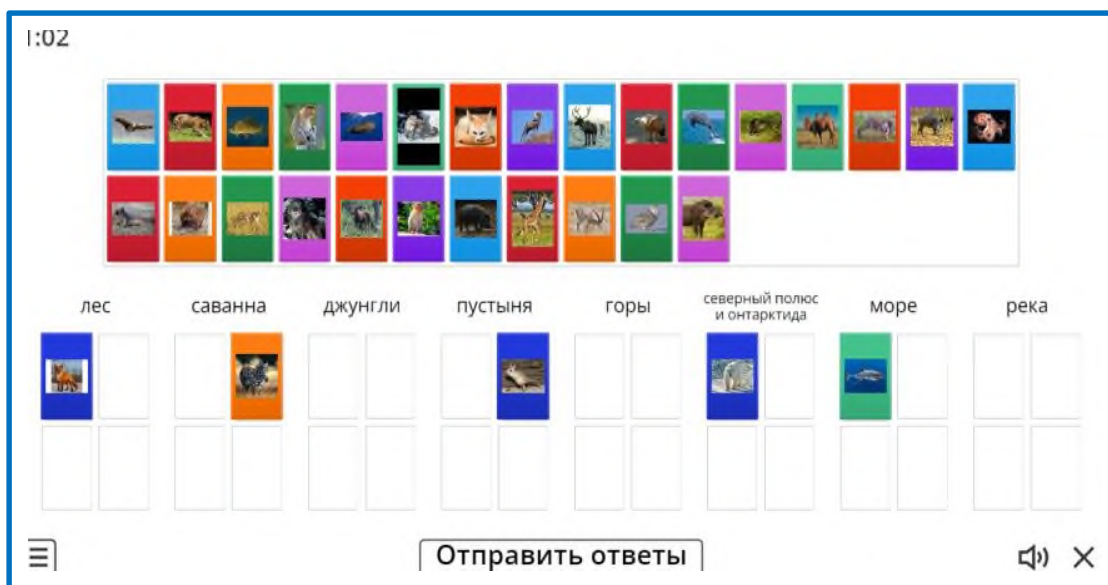 1:02
лес
саванна
джунгли
пустыня
горы
северный полюс
и онтарктида
море
река
Отправить ответы